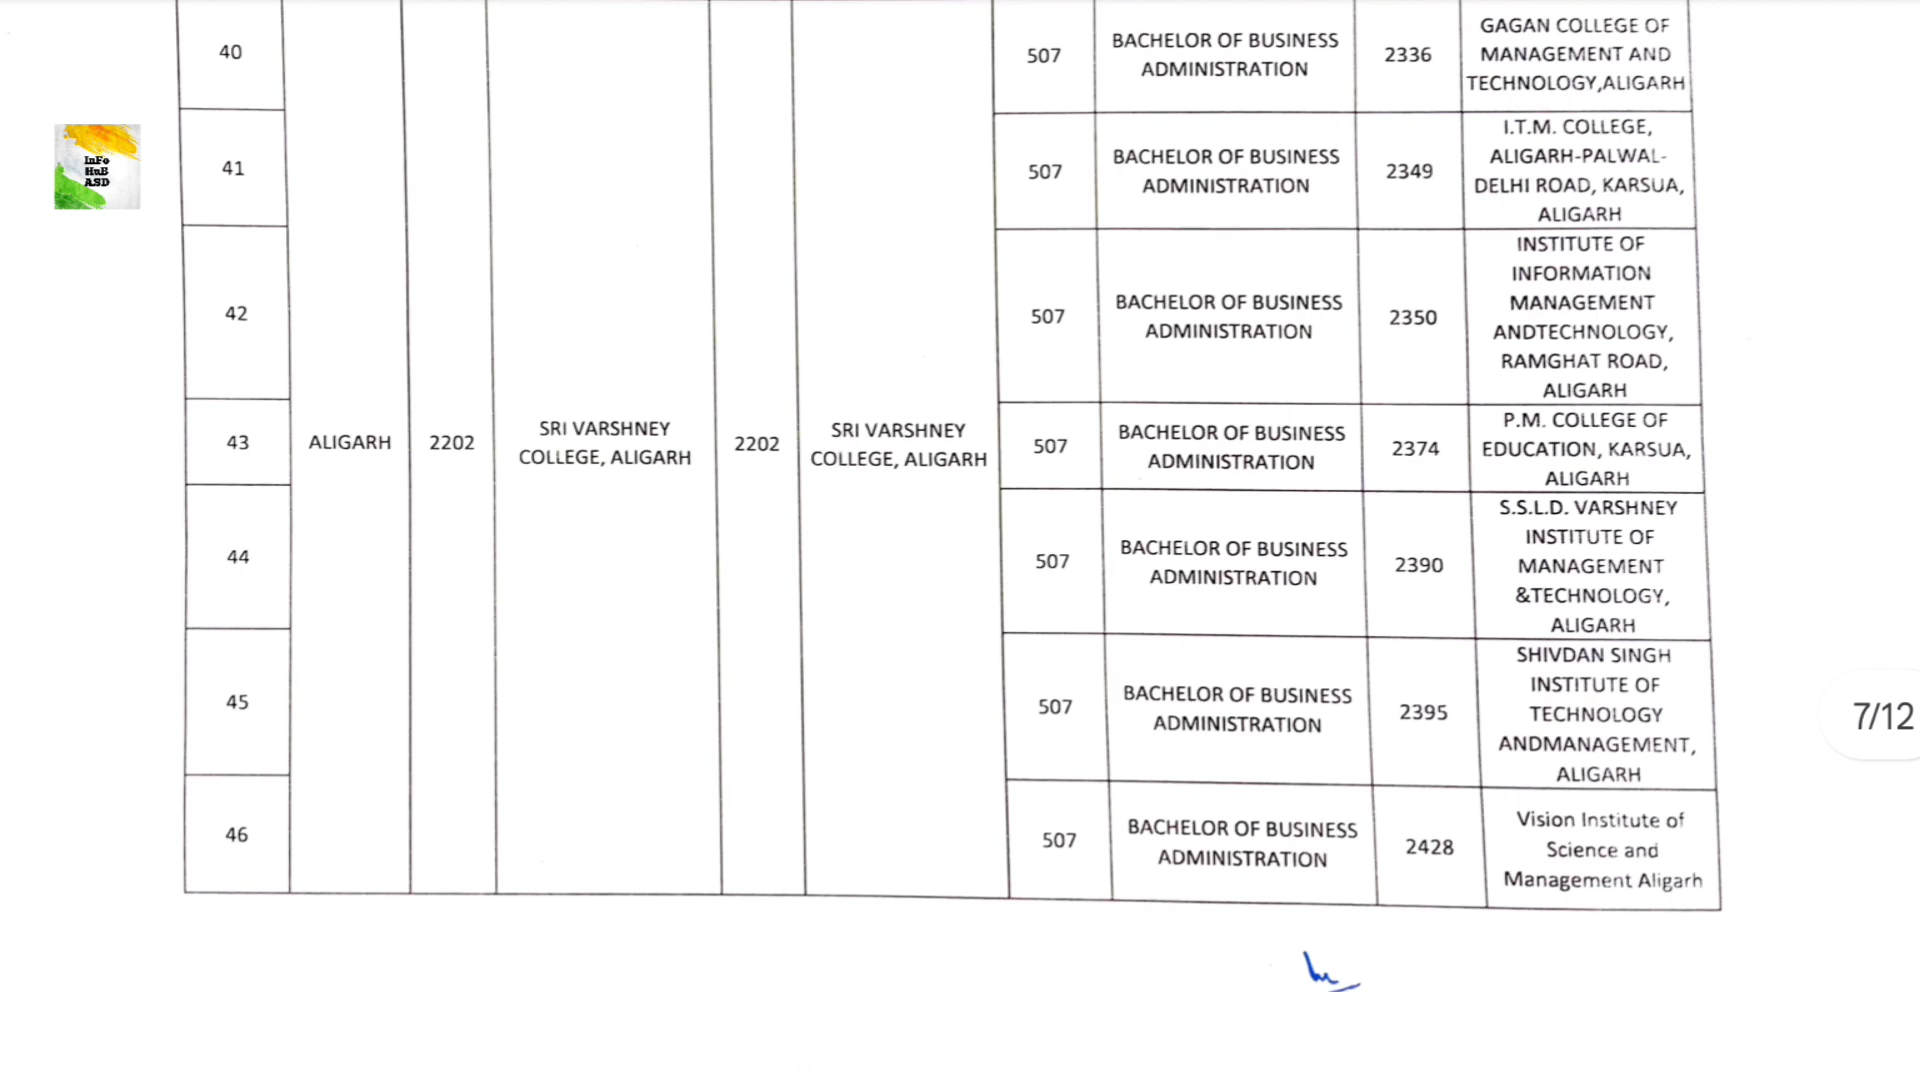 40
507
BACHELOR OF BUSINESS
ADMINISTRATION
2336
GAGAN COLLEGE OF
MANAGEMENT AND
TECHNOLOGY,ALIGARH
InFo
HuB
ASD
41
507
BACHELOR OF BUSINESS
ADMINISTRATION
2349
I.T.M. COLLEGE,
ALIGARH-PALWAL-
DELHI ROAD, KARSUA,
ALIGARH
42
507
BACHELOR OF BUSINESS
ADMINISTRATION
2350
INSTITUTE OF
INFORMATION
MANAGEMENT
ANDTECHNOLOGY,
RAMGHAT ROAD,
ALIGARH
43
ALIGARH
2202
SRI VARSHNEY
COLLEGE, ALIGARH
2202
SRI VARSHNEY
COLLEGE, ALIGARH
507
BACHELOR OF BUSINESS
ADMINISTRATION
2374
P.M. COLLEGE OF
EDUCATION, KARSUA,
ALIGARH
44
507
BACHELOR OF BUSINESS
ADMINISTRATION
2390
S.S.L.D. VARSHNEY
INSTITUTE OF
MANAGEMENT
&TECHNOLOGY,
ALIGARH
45
507
BACHELOR OF BUSINESS
ADMINISTRATION
2395
SHIVDAN SINGH
INSTITUTE OF
TECHNOLOGY
ANDMANAGEMENT,
ALIGARH
7/12
46
507
BACHELOR OF BUSINESS
ADMINISTRATION
2428
Vision Institute of
Science and
Management Aligarh